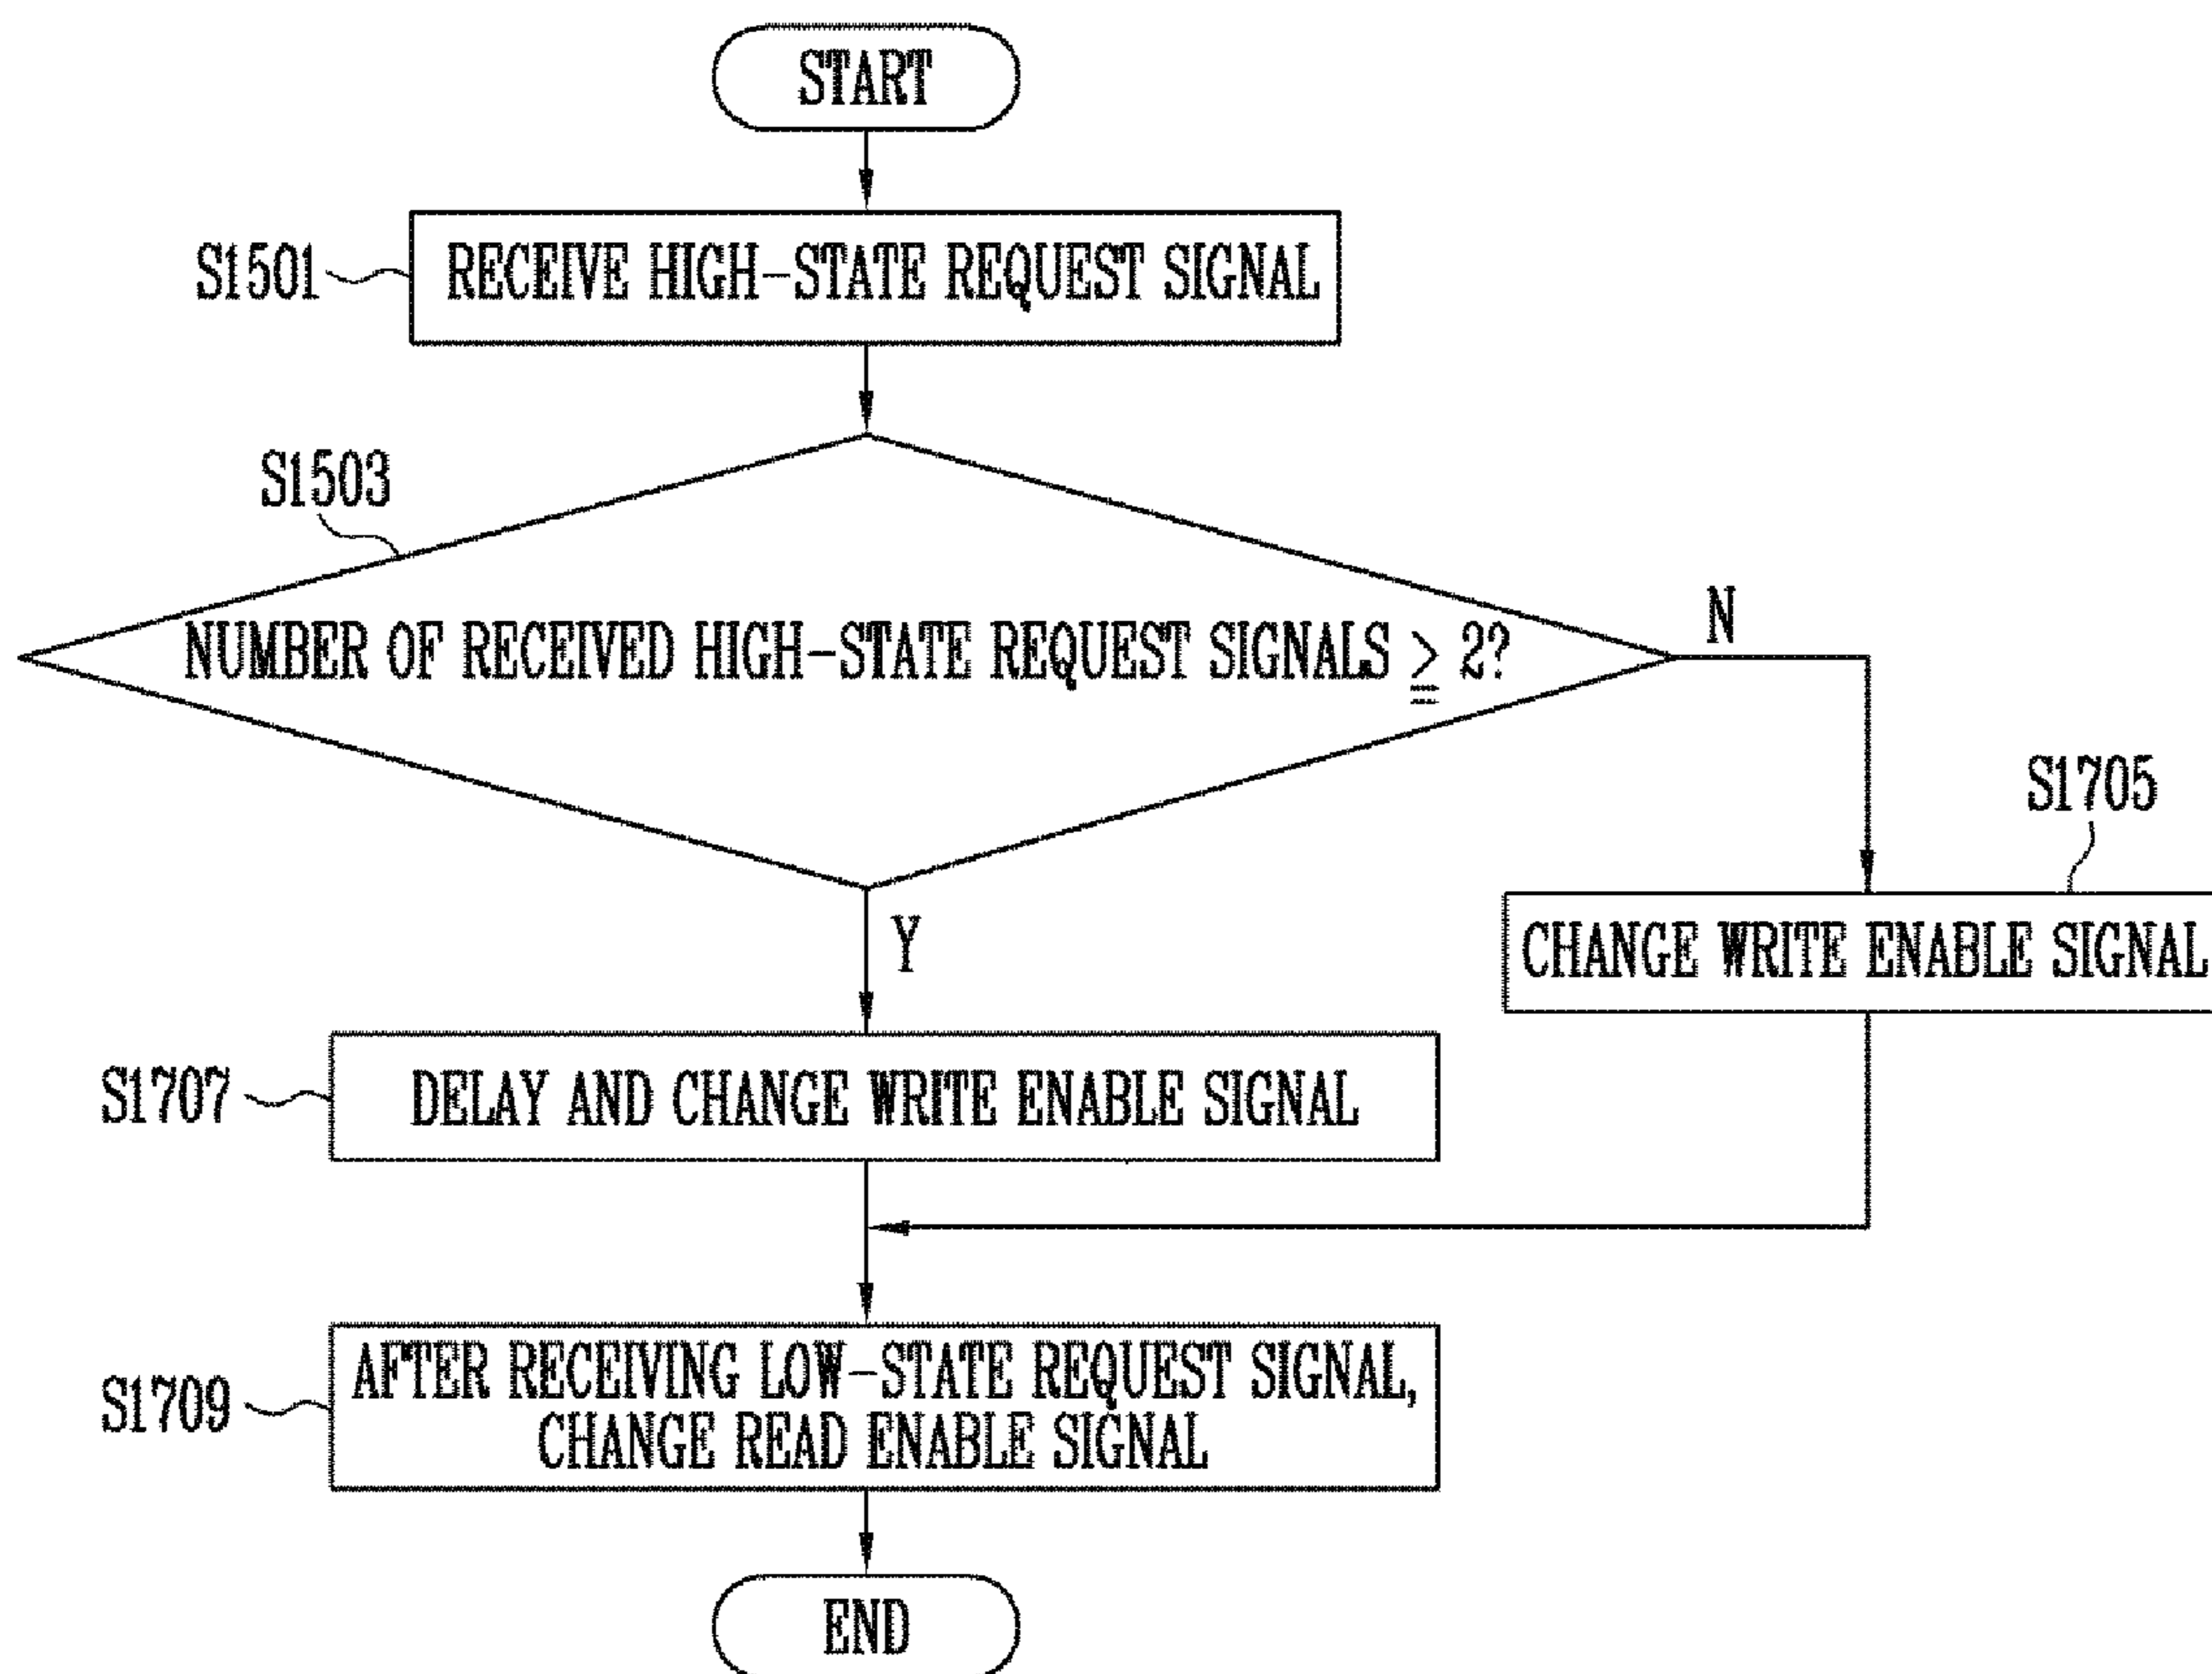 START
S1501
RECEIVE HIGH-STATE REQUEST SIGNAL
S1503
NUMBER OF RECEIVED HIGH-STATE REQUEST SIGNALS ≧ 2?
N
S1705
CHANGE WRITE ENABLE SIGNAL
Y
S1707
DELAY AND CHANGE WRITE ENABLE SIGNAL
S1709
AFTER RECEIVING LOW-STATE REQUEST SIGNAL,
CHANGE READ ENABLE SIGNAL
END